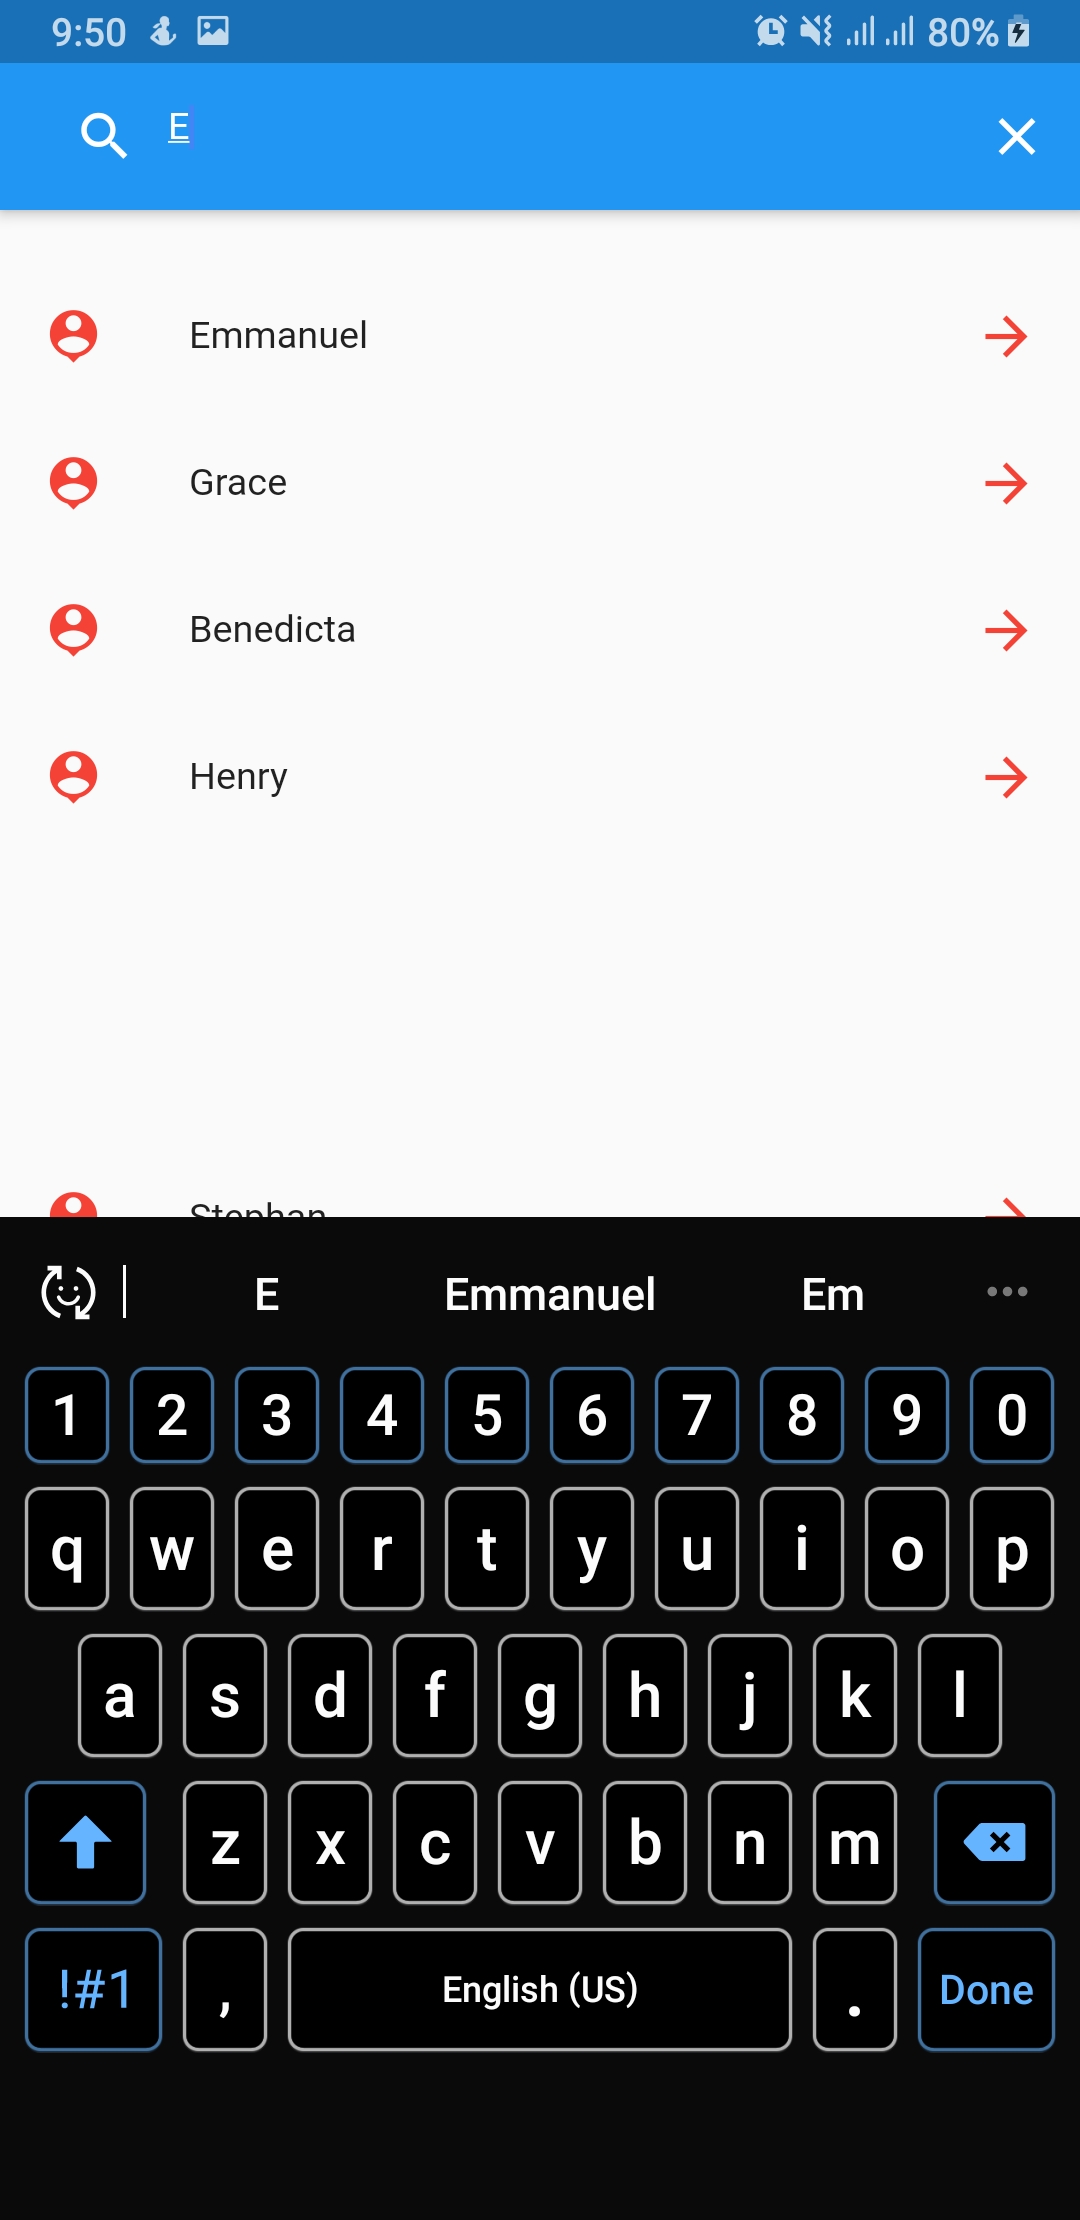 9:50 80%
E
Emmanuel
Grace
Benedicta
Henry
Stephan
E Emmanuel Em
1 2 3 4 5 6 7 8 9 0
q w e r t y u i o p
a s d f g h j k l
z x c v b n m
!#1 , English (US) . Done